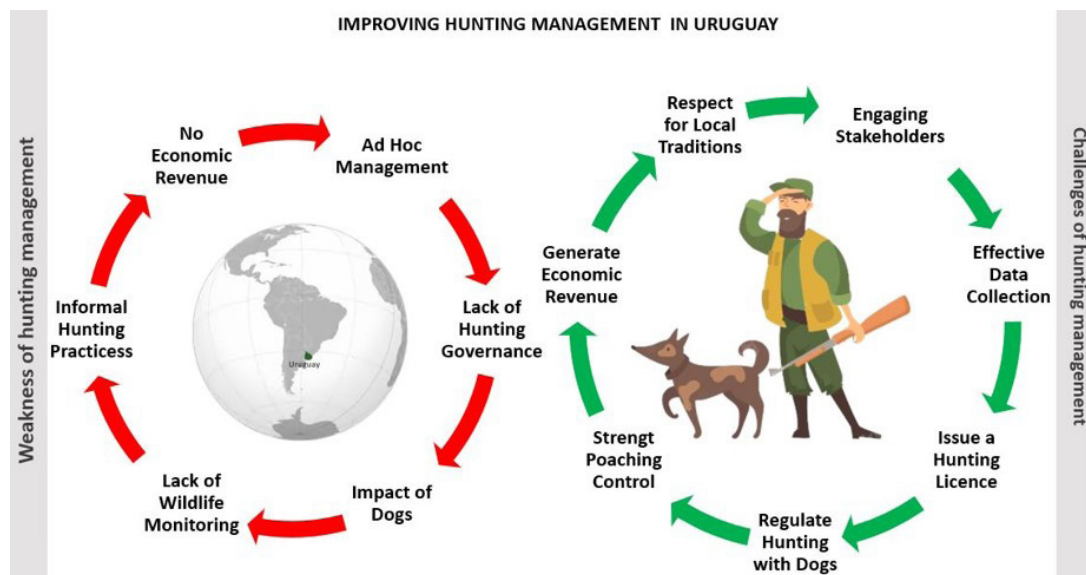 IMPROVING HUNTING MANAGEMENT IN URUGUAY
Weakness of hunting management
No
Economic
Revenue
Ad Hoc
Management
Lack of
Hunting
Governance
Impact of
Dogs
Lack of
Wildlife
Monitoring
Informal
Hunting
Practicess
Uruguay
Respect
for Local
Traditions
Engaging
Stakeholders
Effective
Data
Collection
Issue a
Hunting
Licence
Regulate
Hunting
with Dogs
Strengt
Poaching
Control
Generate
Economic
Revenue
Challenges of hunting management